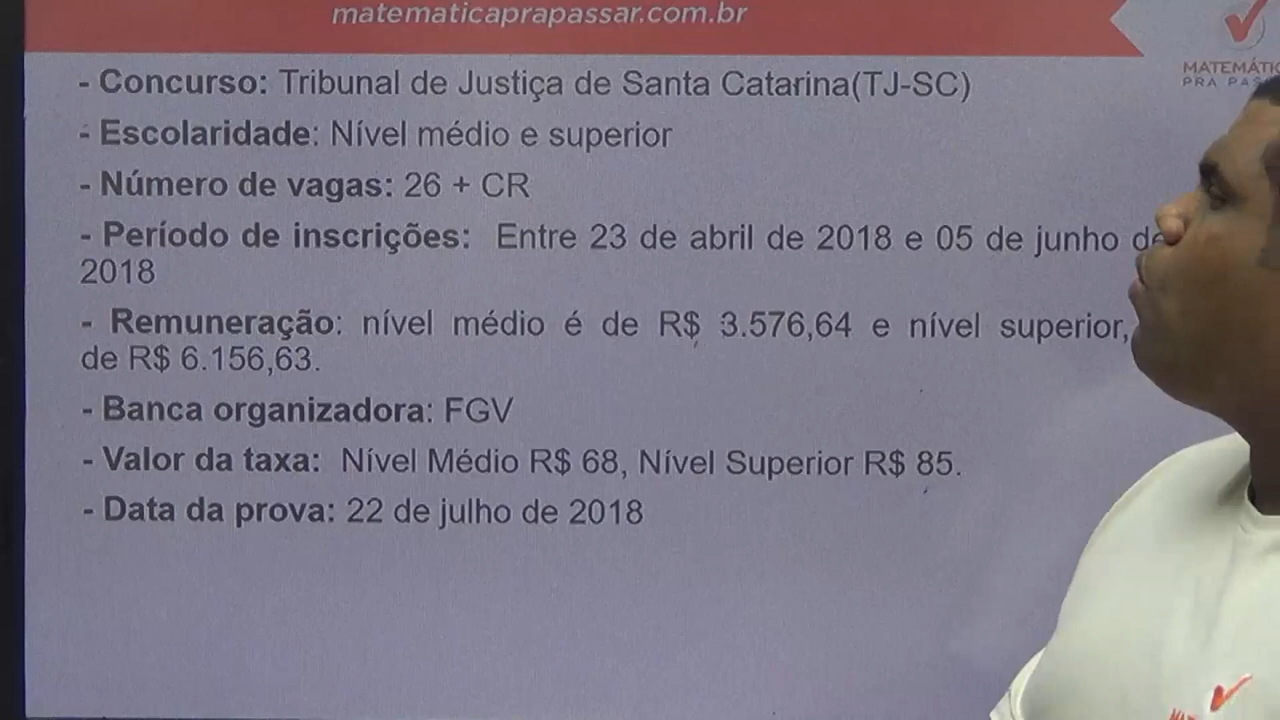 matematicaprapassar.com.br
MATEMÁTIC
PRA PAS
- Concurso: Tribunal de Justiça de Santa Catarina(TJ-SC)
- Escolaridade: Nível médio e superior
- Número de vagas: 26 + CR
- Período de inscrições: Entre 23 de abril de 2018 e 05 de junho de
2018
- Remuneração: nível médio é de R$ 3.576,64 e nível superior,
de R$ 6.156,63.
- Banca organizadora: FGV
- Valor da taxa: Nível Médio R$ 68, Nível Superior R$ 85.
- Data da prova: 22 de julho de 2018